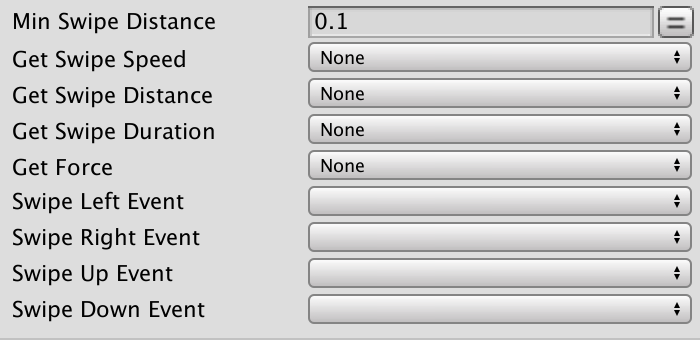 Min Swipe Distance 0.1 =
Get Swipe Speed None
Get Swipe Distance None
Get Swipe Duration None
Get Force None
Swipe Left Event
Swipe Right Event
Swipe Up Event
Swipe Down Event